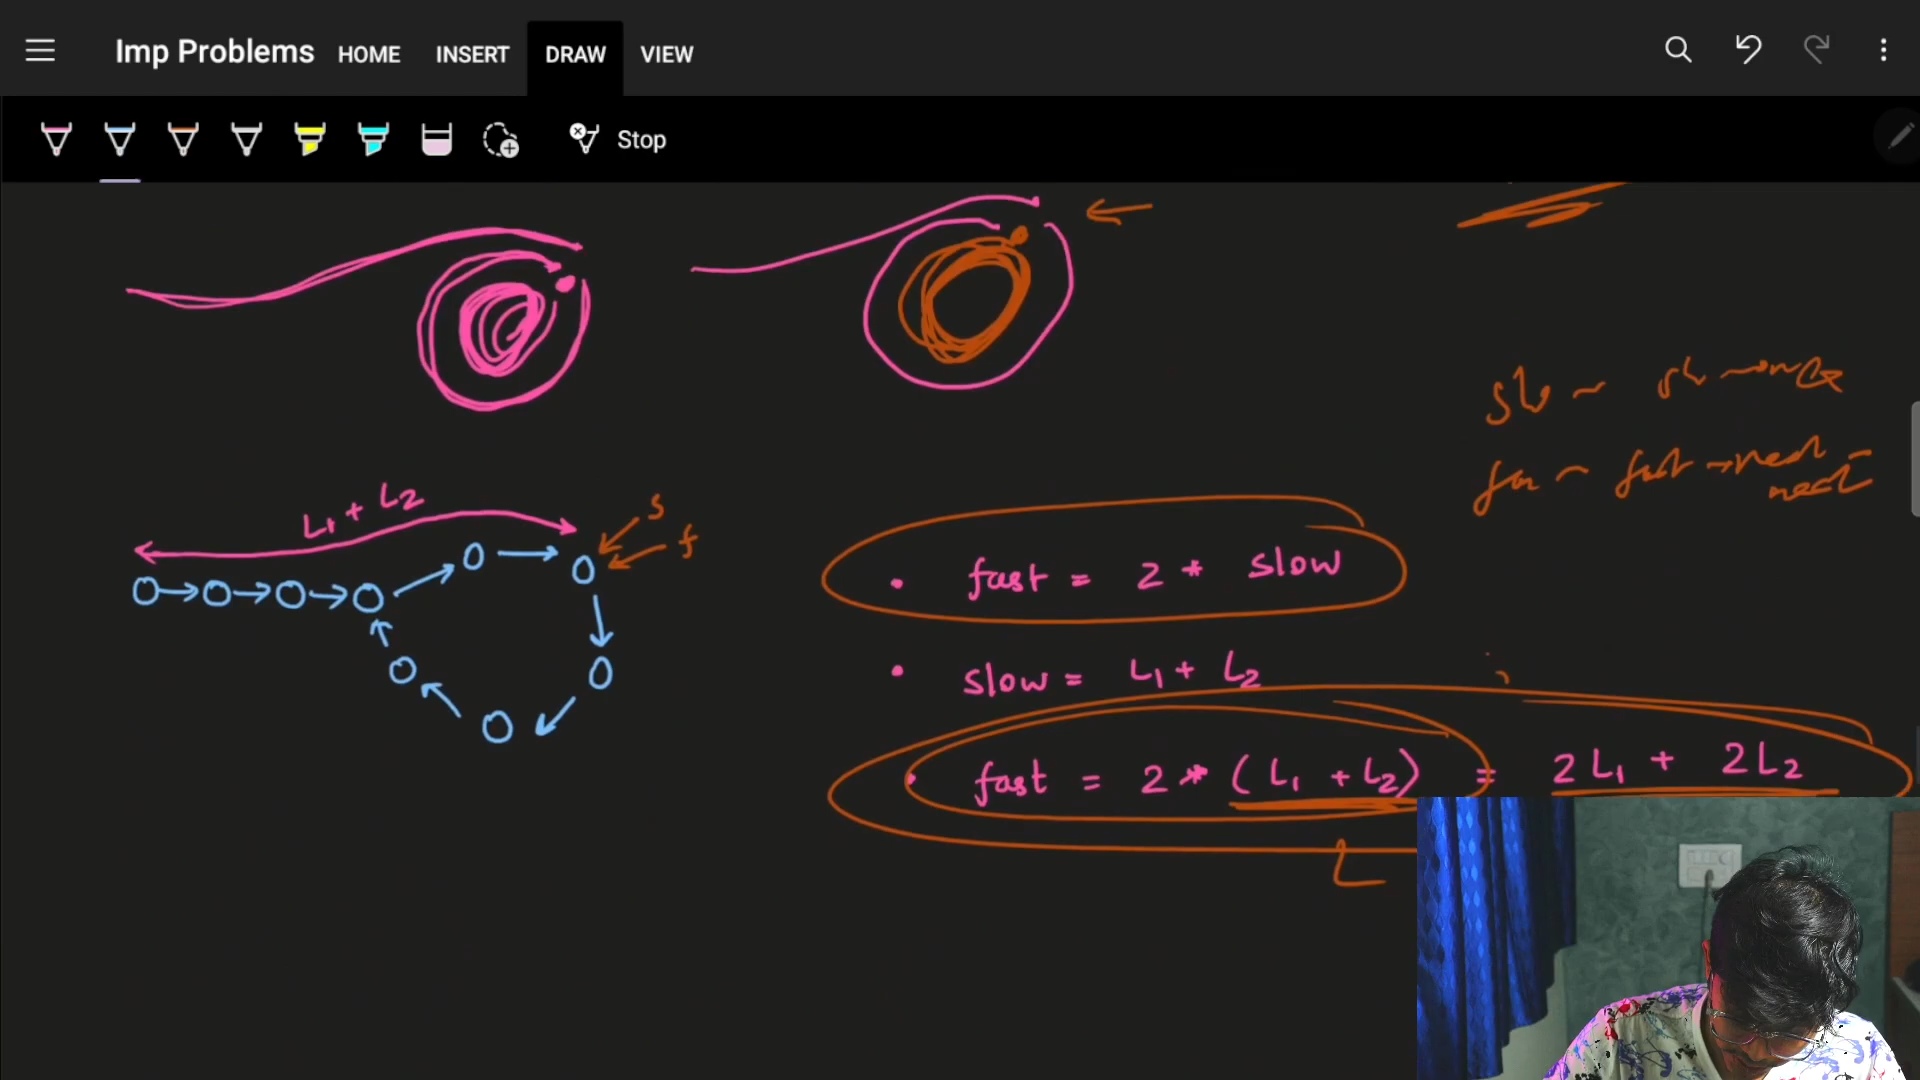 Imp Problems HOME INSERT DRAW VIEW
Stop
L1 + L2
s
f
fast = 2 * slow
slow = L1 + L2
fast = 2 * (L1 + L2) = 2L1 + 2L2
L